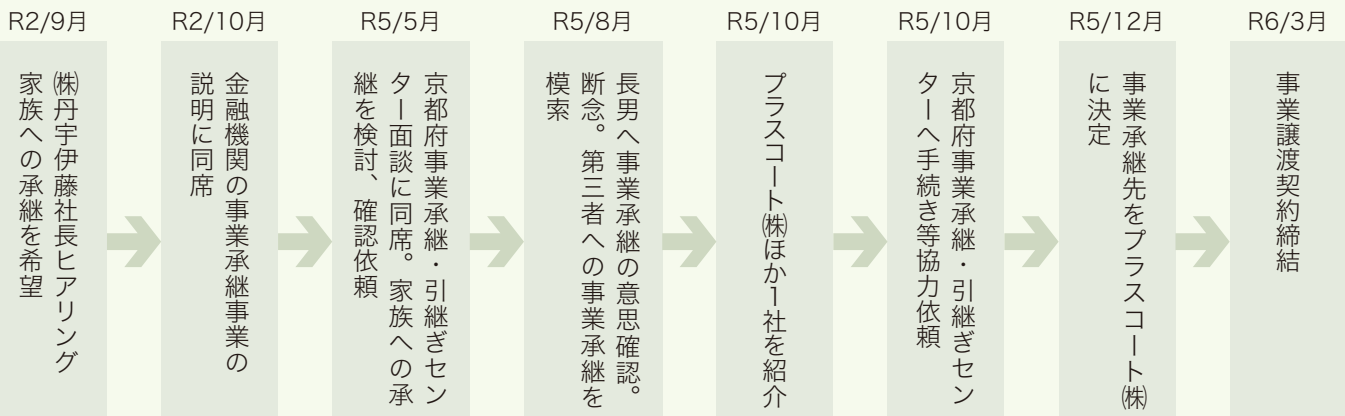 R2/9月
㈱丹宇伊藤社長ヒアリング
家族への承継を希望
R2/10月
金融機関の事業承継事業の
説明に同席
R5/5月
京都府事業承継・引継ぎセン
ター面談に同席。家族への承
継を検討、確認依頼
R5/8月
長男へ事業承継の意思確認。
断念。第三者への事業承継を
模索
R5/10月
プラスコート㈱ほか1社を紹介
R5/10月
京都府事業承継・引継ぎセン
ターへ手続き等協力依頼
R5/12月
事業承継先をプラスコート㈱
に決定
R6/3月
事業譲渡契約締結